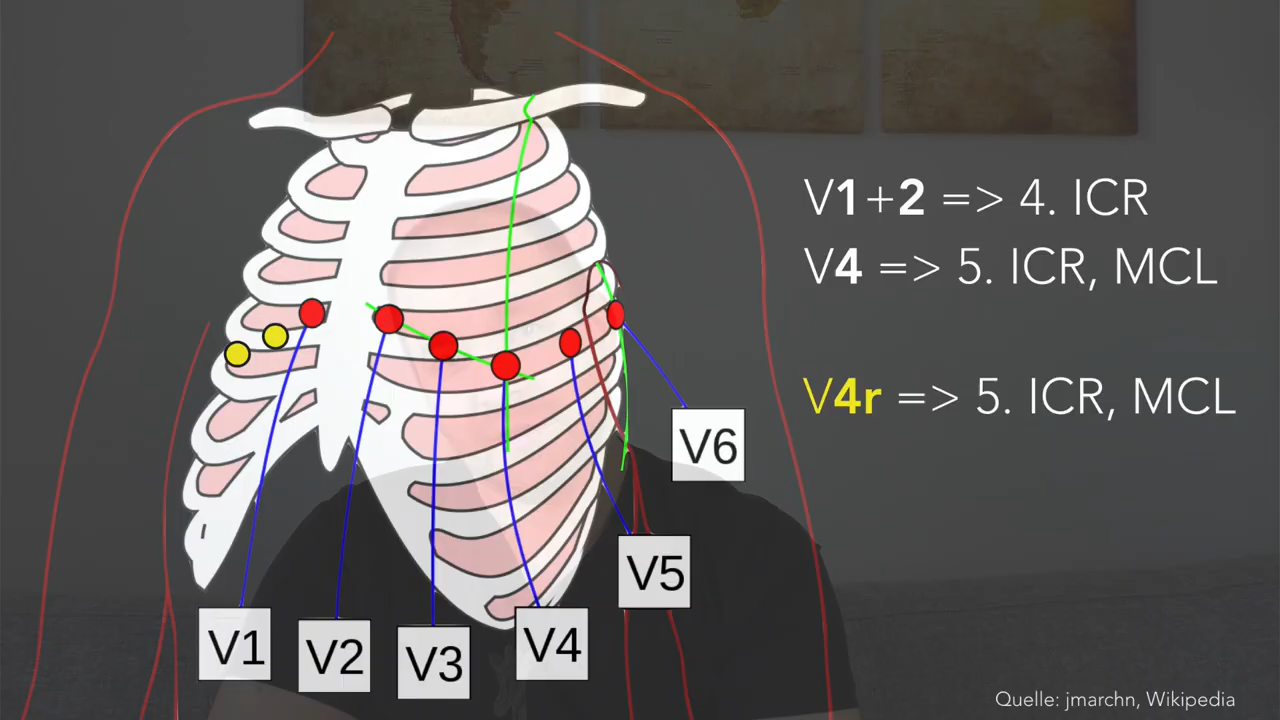 V1+2 => 4. ICR
V4 => 5. ICR, MCL
V4r => 5. ICR, MCL
V1
V2
V3
V4
V5
V6
Quelle: jmarchn, Wikipedia